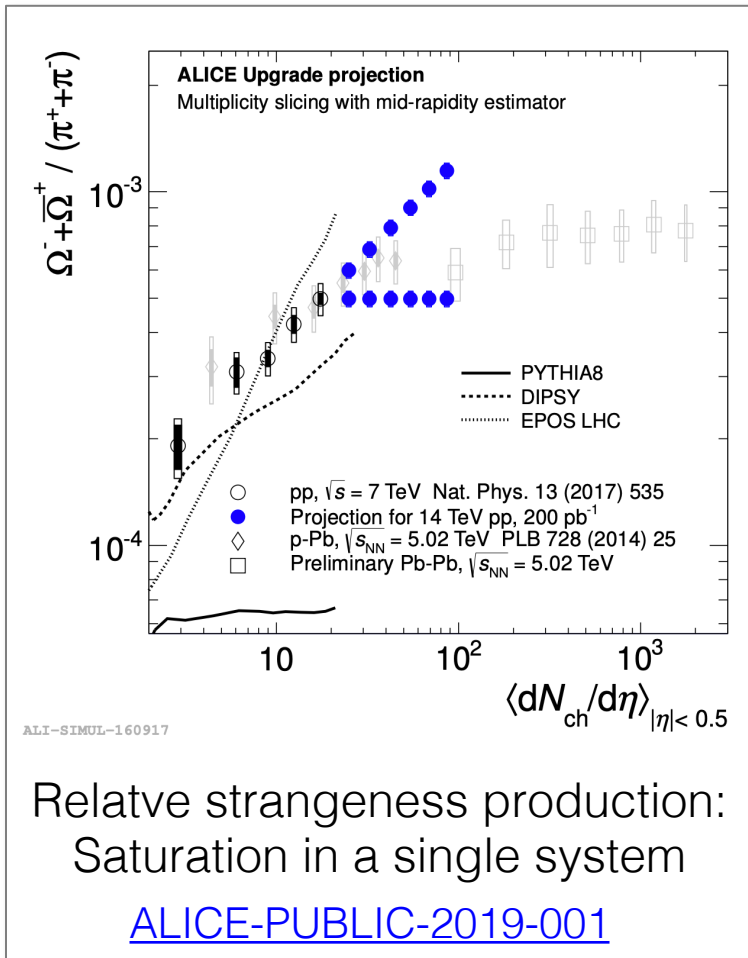 ALICE Upgrade projection
Multiplicity slicing with mid-rapidity estimator
Ω⁻+Ω̅⁺ / (π⁺+π⁻)
10⁻³
10⁻⁴
PYTHIA8
DIPSY
EPOS LHC
pp, √s = 7 TeV Nat. Phys. 13 (2017) 535
Projection for 14 TeV pp, 200 pb⁻¹
p-Pb, √s_NN = 5.02 TeV PLB 728 (2014) 25
Preliminary Pb-Pb, √s_NN = 5.02 TeV
10 10² 10³
⟨dN_ch/dη⟩_|η|< 0.5
ALI-SIMUL-160917
Relatve strangeness production:
Saturation in a single system
ALICE-PUBLIC-2019-001